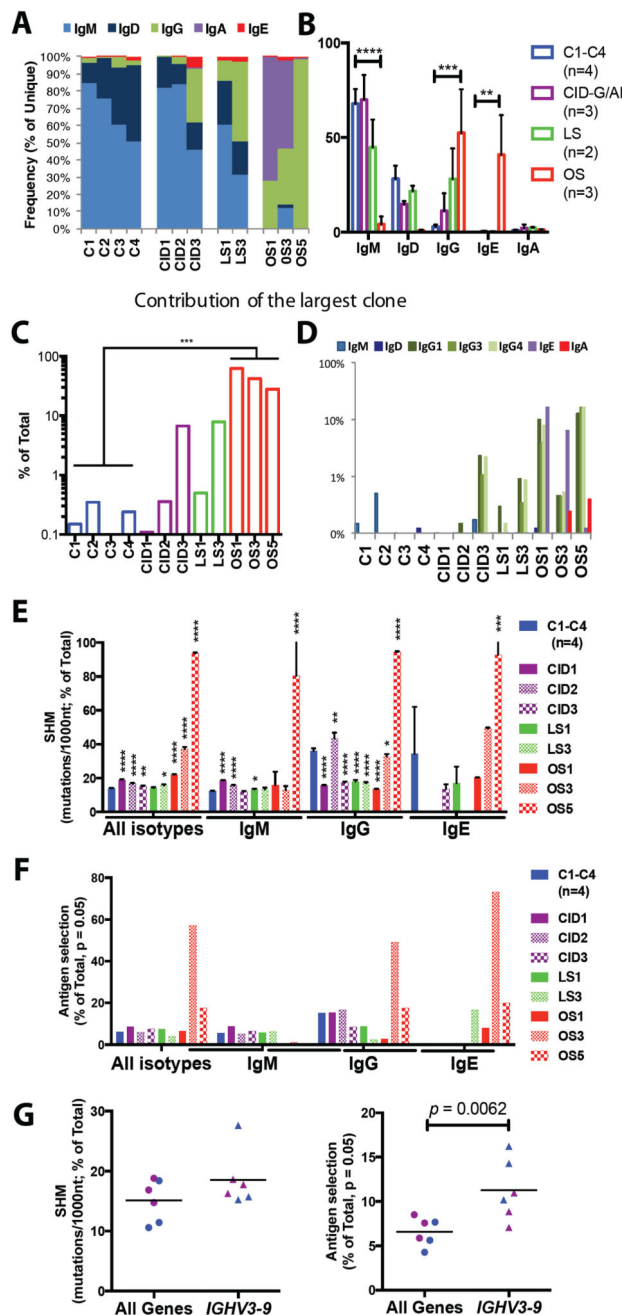 A
IgM IgD IgG IgA IgE
Frequency (% of Unique)
100%
90%
80%
70%
60%
50%
40%
30%
20%
10%
0%
C1 C2 C3 C4 CID1 CID2 CID3 LS1 LS3 OS1 0S3 OS5
B
100
50
0
**** *** **
IgM IgD IgG IgE IgA
C1-C4
(n=4)
CID-G/AI
(n=3)
LS
(n=2)
OS
(n=3)
Contribution of the largest clone
C
% of Total
100
10
1
0.1
***
C1 C2 C3 C4 CID1 CID2 CID3 LS1 LS3 OS1 OS3 OS5
D
IgM IgD IgG1 IgG3 IgG4 IgE IgA
100%
10%
1%
0%
C1 C2 C3 C4 CID1 CID2 CID3 LS1 LS3 OS1 OS3 OS5
E
SHM
(mutations/1000nt; % of Total)
100
80
60
40
20
0
**** **** ** * **** **** ****
**** **** * ****
**** ** **** **** **** **** * ****
***
All isotypes IgM IgG IgE
C1-C4
(n=4)
CID1
CID2
CID3
LS1
LS3
OS1
OS3
OS5
F
Antigen selection
(% of Total, p = 0.05)
80
60
40
20
0
All isotypes IgM IgG IgE
C1-C4
(n=4)
CID1
CID2
CID3
LS1
LS3
OS1
OS3
OS5
G
SHM
(mutations/1000nt; % of Total)
30
20
10
0
All Genes IGHV3-9
p = 0.0062
Antigen selection
(% of Total, p = 0.05)
20
15
10
5
0
All Genes IGHV3-9